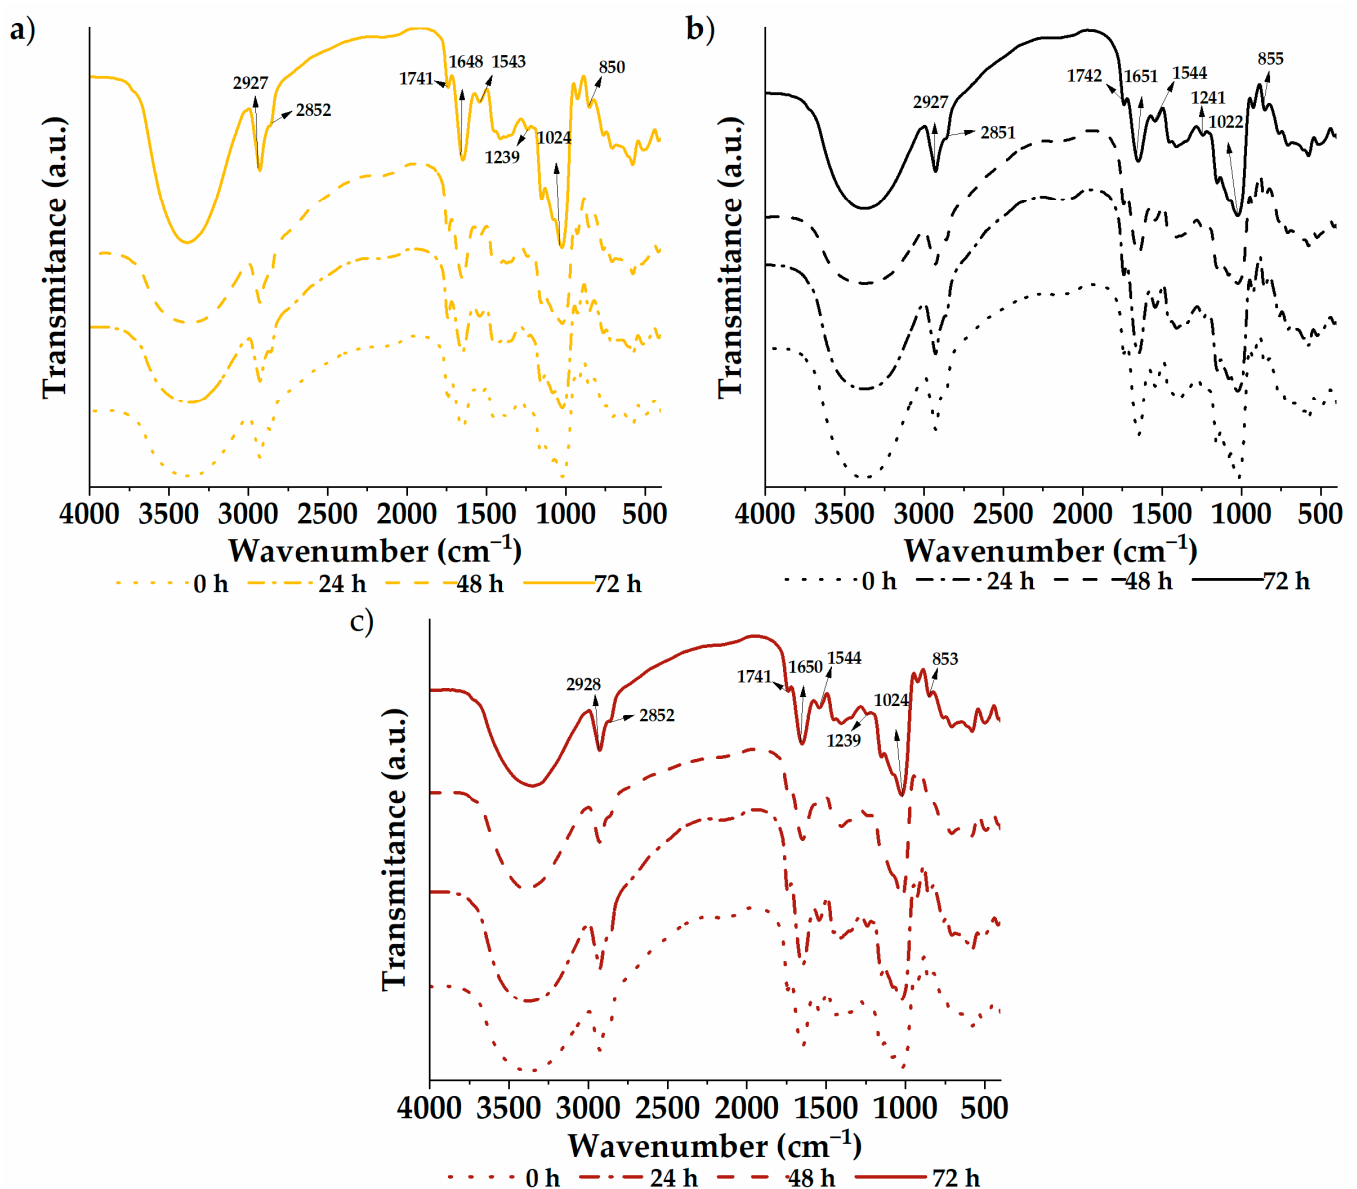 a)
2927
2852
1741
1648
1543
1239
1024
850
Transmitance (a.u.)
4000 3500 3000 2500 2000 1500 1000 500
Wavenumber (cm⁻¹)
0 h 24 h 48 h 72 h
b)
2927
2851
1742
1651
1544
1241
1022
855
Transmitance (a.u.)
4000 3500 3000 2500 2000 1500 1000 500
Wavenumber (cm⁻¹)
0 h 24 h 48 h 72 h
c)
2928
2852
1741
1650
1544
1239
1024
853
Transmitance (a.u.)
4000 3500 3000 2500 2000 1500 1000 500
Wavenumber (cm⁻¹)
0 h 24 h 48 h 72 h